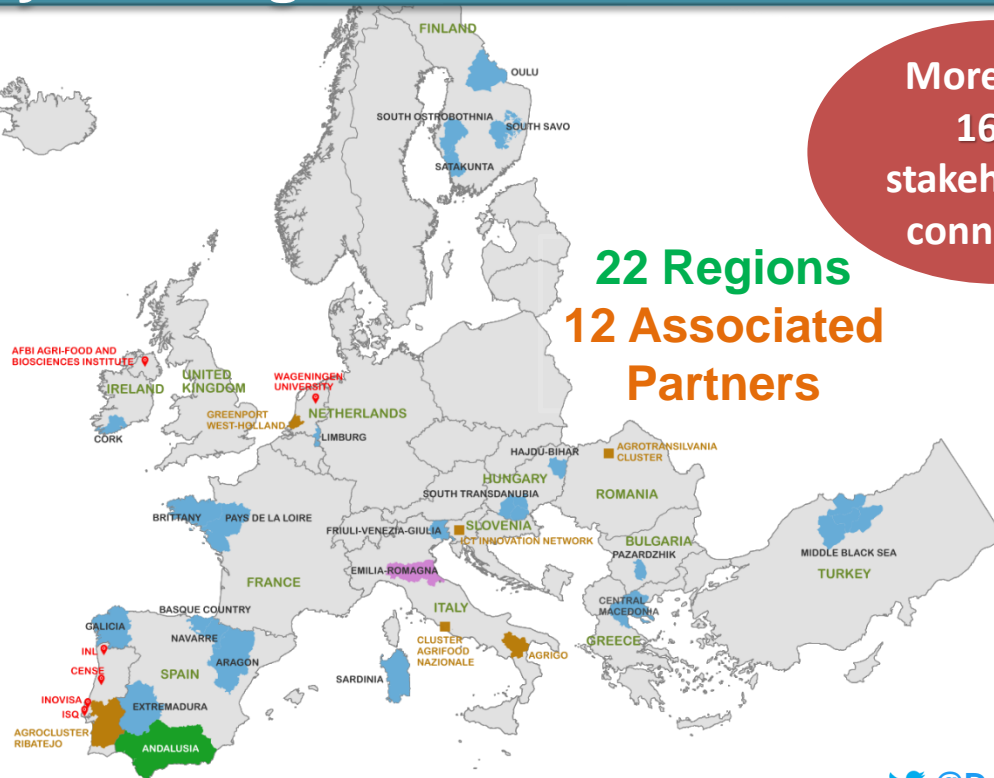 FINLAND
OULU
SOUTH OSTROBOTHNIA
SOUTH SAVO
SATAKUNTA
More
16
stakeh
conn
22 Regions
12 Associated
Partners
AFBI AGRI-FOOD AND
BIOSCIENCES INSTITUTE
IRELAND
UNITED
KINGDOM
CORK
WAGENINGEN
UNIVERSITY
GREENPORT
WEST-HOLLAND
NETHERLANDS
LIMBURG
HAJDÚ-BIHAR
AGROTRANSILVANIA
CLUSTER
HUNGARY
SOUTH TRANSDANUBIA
ROMANIA
BRITTANY
PAYS DE LA LOIRE
FRIULI-VENEZIA-GIULIA
SLOVENIA
ICT INNOVATION NETWORK
BULGARIA
PAZARDZHIK
MIDDLE BLACK SEA
TURKEY
EMILIA-ROMAGNA
FRANCE
ITALY
CENTRAL
MACEDONIA
GREECE
BASQUE COUNTRY
GALICIA
NAVARRE
CLUSTER
AGRIFOOD
NAZIONALE
AGRIGO
INL
ARAGON
CENSE
SPAIN
SARDINIA
INOVISA
ISQ
EXTREMADURA
AGROCLUSTER
RIBATEJO
ANDALUSIA